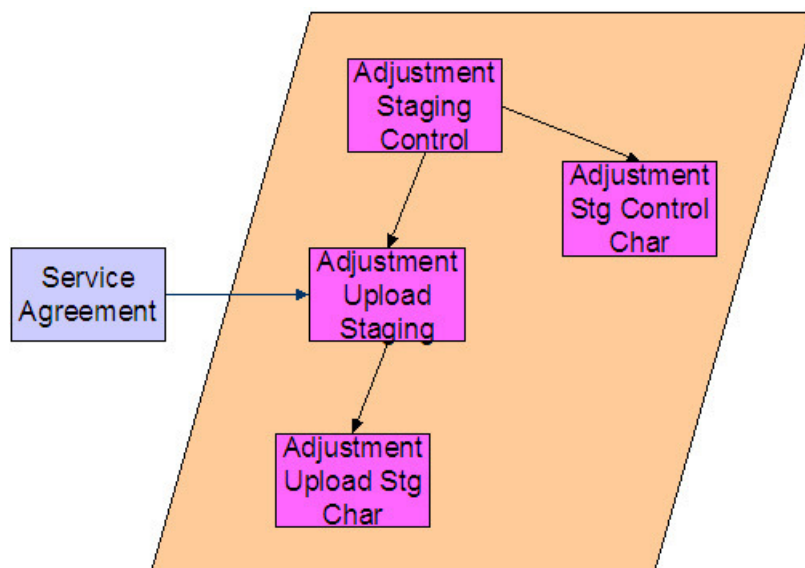 Adjustment
Staging
Control
Adjustment
Stg Control
Char
Service
Agreement
Adjustment
Upload
Staging
Adjustment
Upload Stg
Char